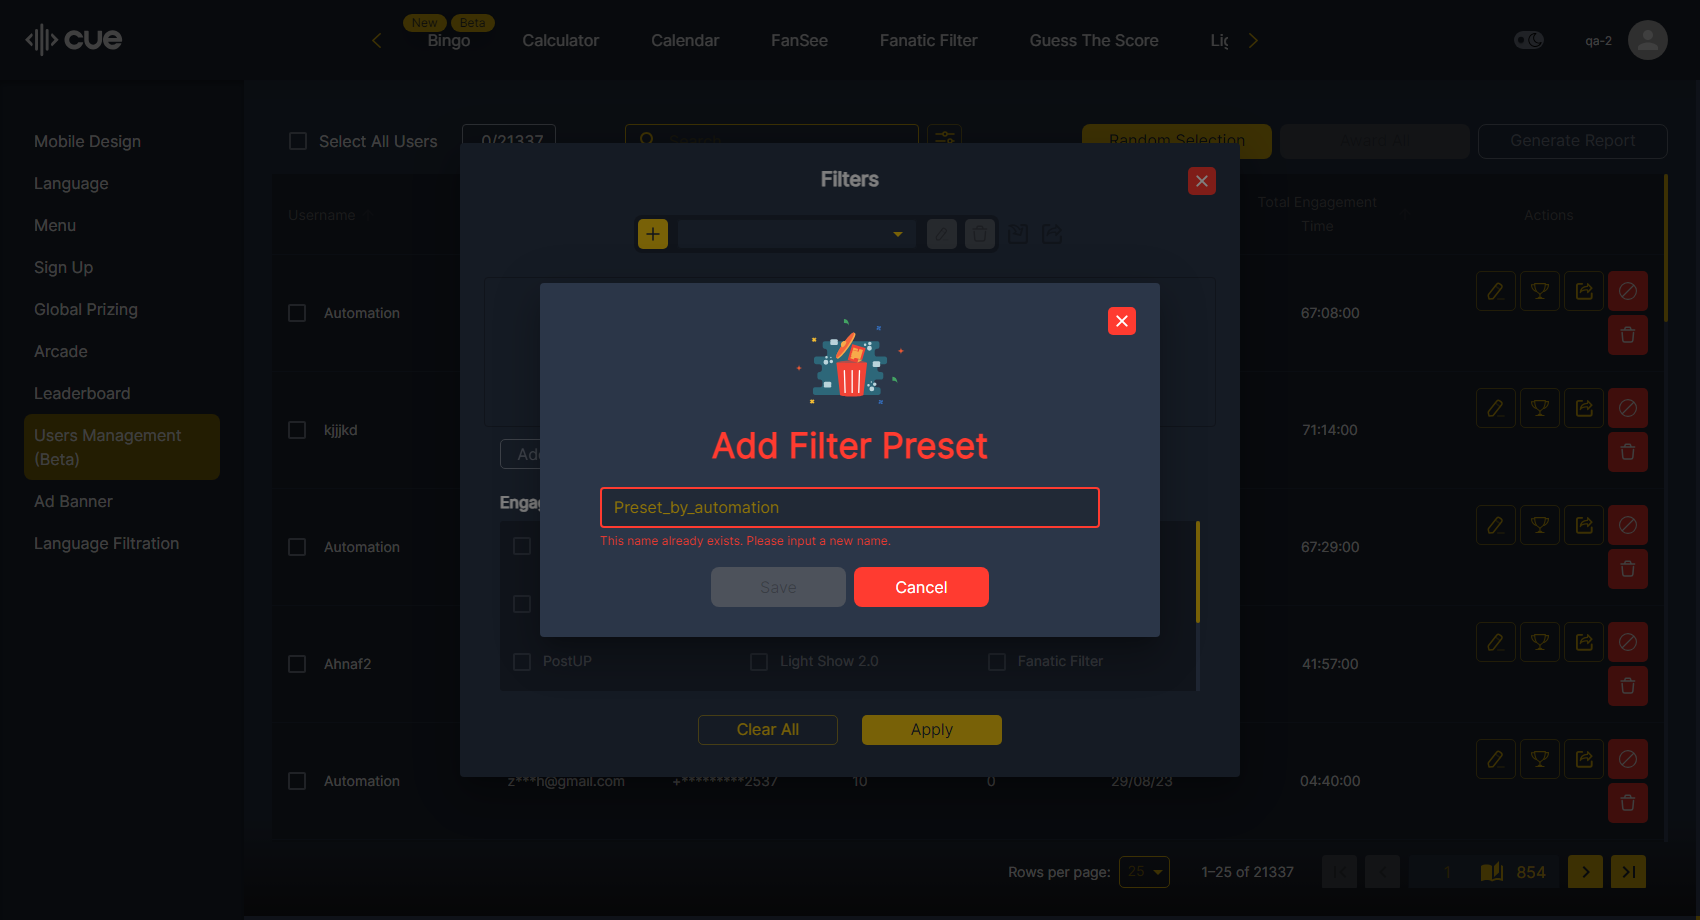 cue
New Beta
Bingo Calculator Calendar FanSee Fanatic Filter Guess The Score Lig
qa-2
Mobile Design
Language
Menu
Sign Up
Global Prizing
Arcade
Leaderboard
Users Management
(Beta)
Ad Banner
Language Filtration
Select All Users 0/21337 Random Selection Generate Report
Username Total Engagement
Time
Actions
Automation 67:08:00
kjjjkd 71:14:00
Automation 67:29:00
Ahnaf2 41:57:00
Automation z***h@gmail.com +*********2537 10 0 29/08/23 04:40:00
Filters
Add Filter Preset
Preset_by_automation
This name already exists. Please input a new name.
Save Cancel
Add
Engag
PostUP Light Show 2.0 Fanatic Filter
Clear All Apply
Rows per page: 25 1–25 of 21337 1 854